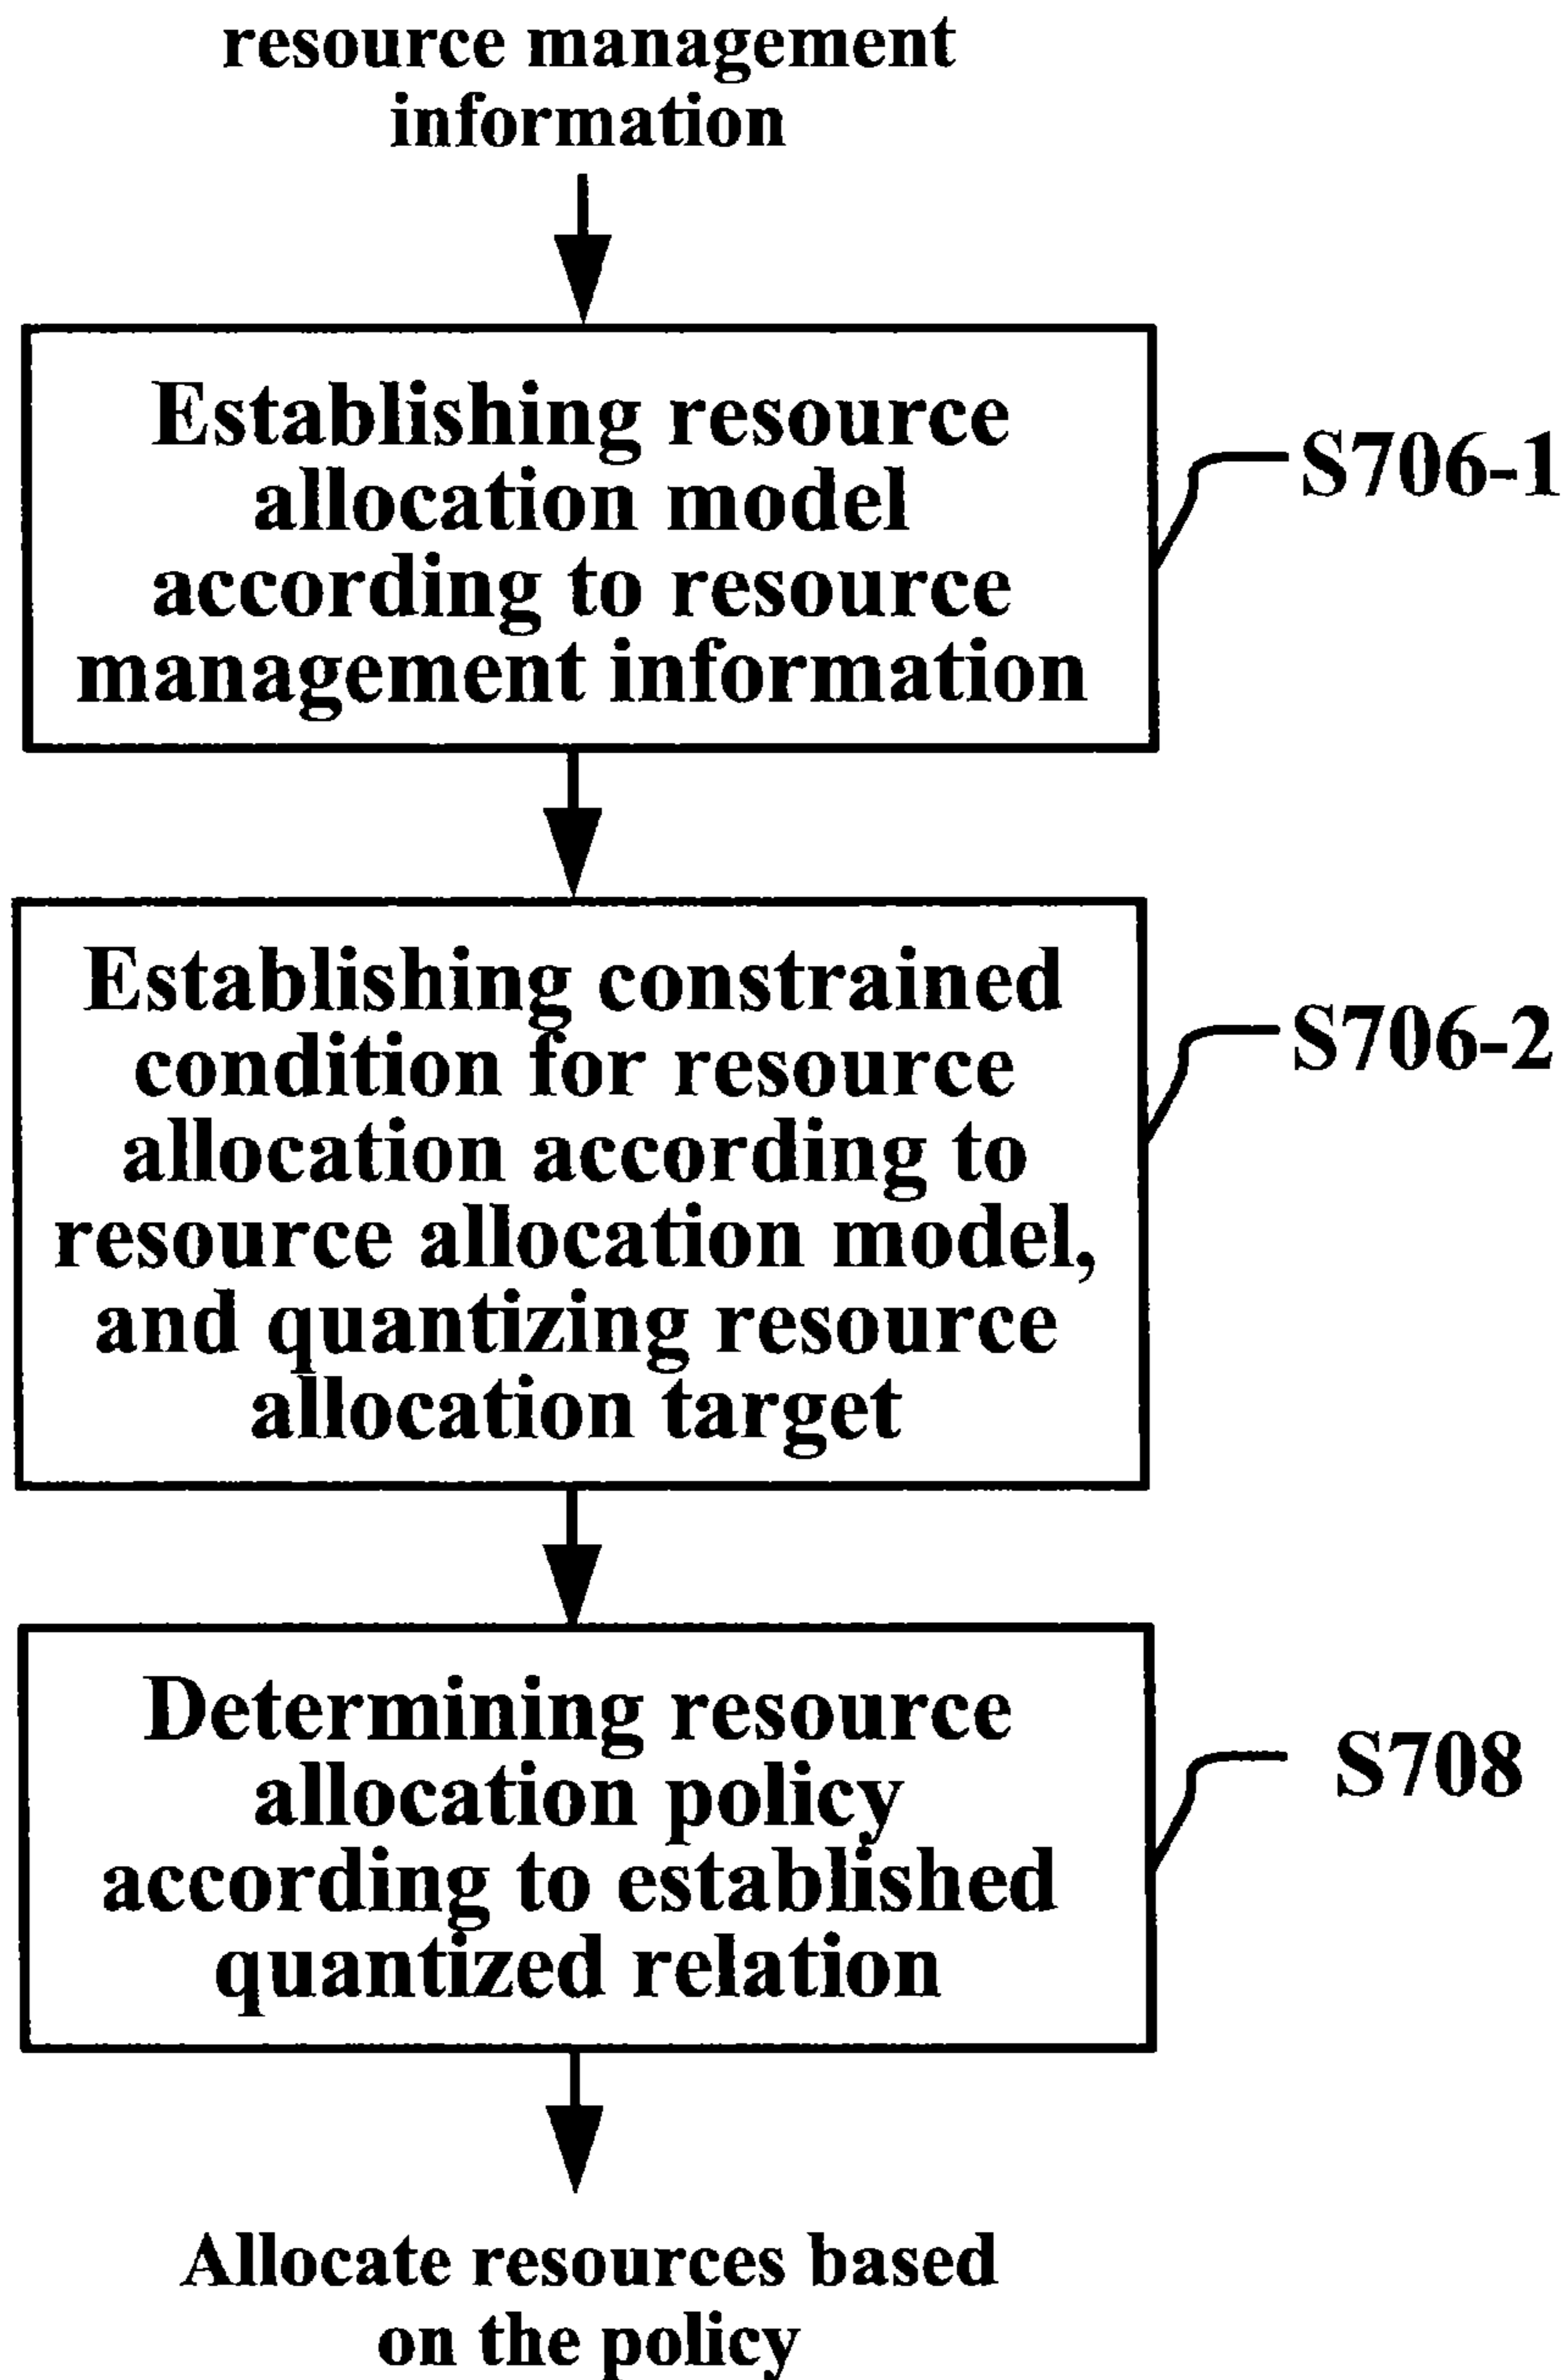 resource management
information
Establishing resource
allocation model
according to resource
management information
S706-1
Establishing constrained
condition for resource
allocation according to
resource allocation model,
and quantizing resource
allocation target
S706-2
Determining resource
allocation policy
according to established
quantized relation
S708
Allocate resources based
on the policy